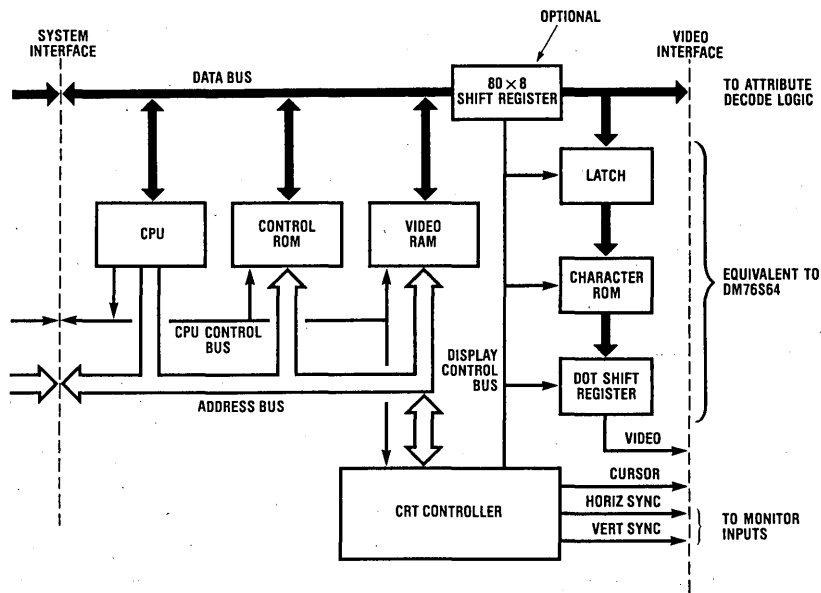 OPTIONAL
SYSTEM
INTERFACE
VIDEO
INTERFACE
DATA BUS
80 × 8
SHIFT REGISTER
TO ATTRIBUTE
DECODE LOGIC
LATCH
CPU
CONTROL
ROM
VIDEO
RAM
CHARACTER
ROM
EQUIVALENT TO
DM76S64
CPU CONTROL
BUS
DISPLAY
CONTROL
BUS
DOT SHIFT
REGISTER
ADDRESS BUS
VIDEO
CRT CONTROLLER
CURSOR
HORIZ SYNC
VERT SYNC
TO MONITOR
INPUTS